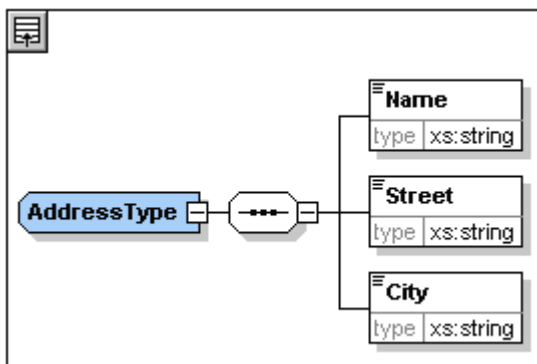 Name
type xs:string
AddressType
Street
type xs:string
City
type xs:string